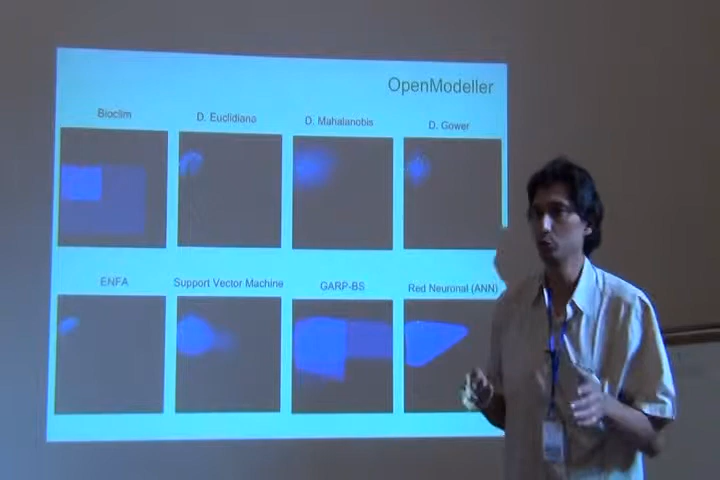 OpenModeller
Bioclim
D. Euclidiana
D. Mahalanobis
D. Gower
ENFA
Support Vector Machine
GARP-BS
Red Neuronal (ANN)